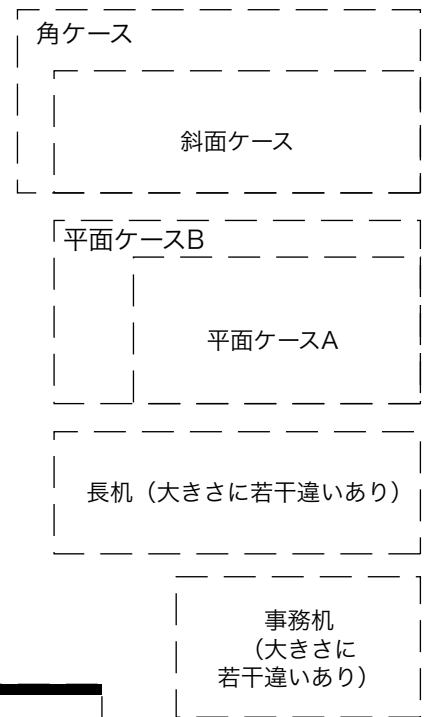 角ケース
斜面ケース
平面ケースB
平面ケースA
長机（大きさに若干違いあり）
事務机
（大きさに
若干違いあり）